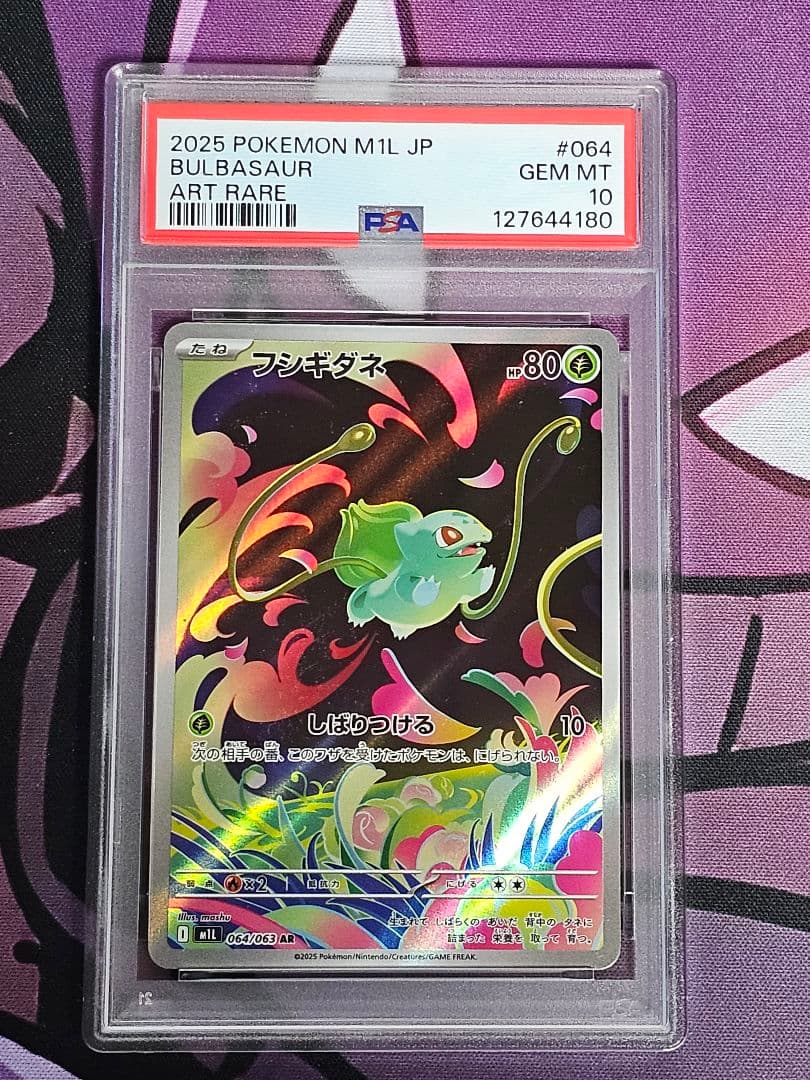 2025 POKEMON M1L JP #064
BULBASAUR GEM MT
ART RARE 10
PSA 127644180
たね フシギダネ HP80
しばりつける 10
次の相手の番、このワザを受けたポケモンは、にげられない。
弱点 ×2 抵抗力 にげる
Illus. mashu
生まれて しばらくの あいだ 背中の タネに
詰まった 栄養を 取って 育つ。
I M1L 064/063 AR
©2025 Pokémon/Nintendo/Creatures/GAME FREAK.